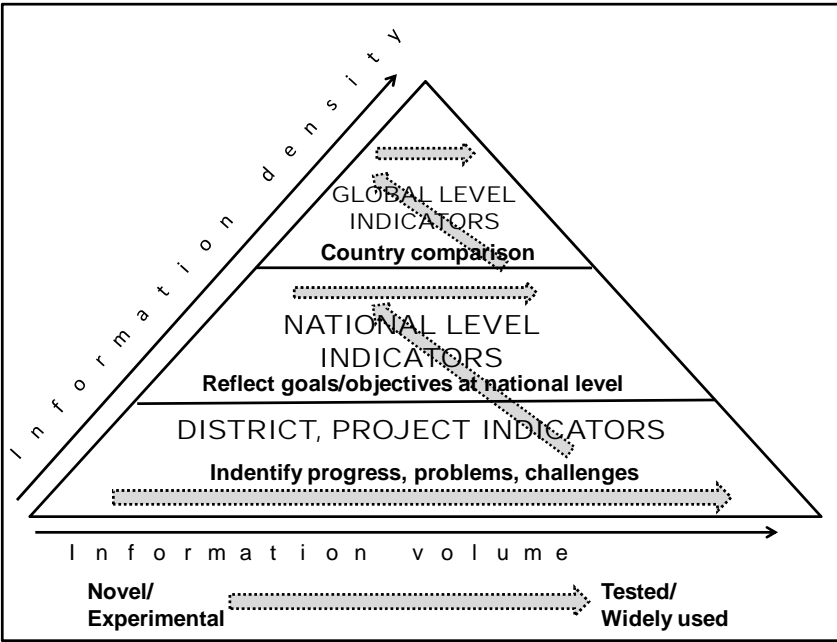 Information density
GLOBAL LEVEL
INDICATORS
Country comparison
NATIONAL LEVEL
INDICATORS
Reflect goals/objectives at national level
DISTRICT, PROJECT INDICATORS
Indentify progress, problems, challenges
Information volume
Novel/
Experimental
Tested/
Widely used